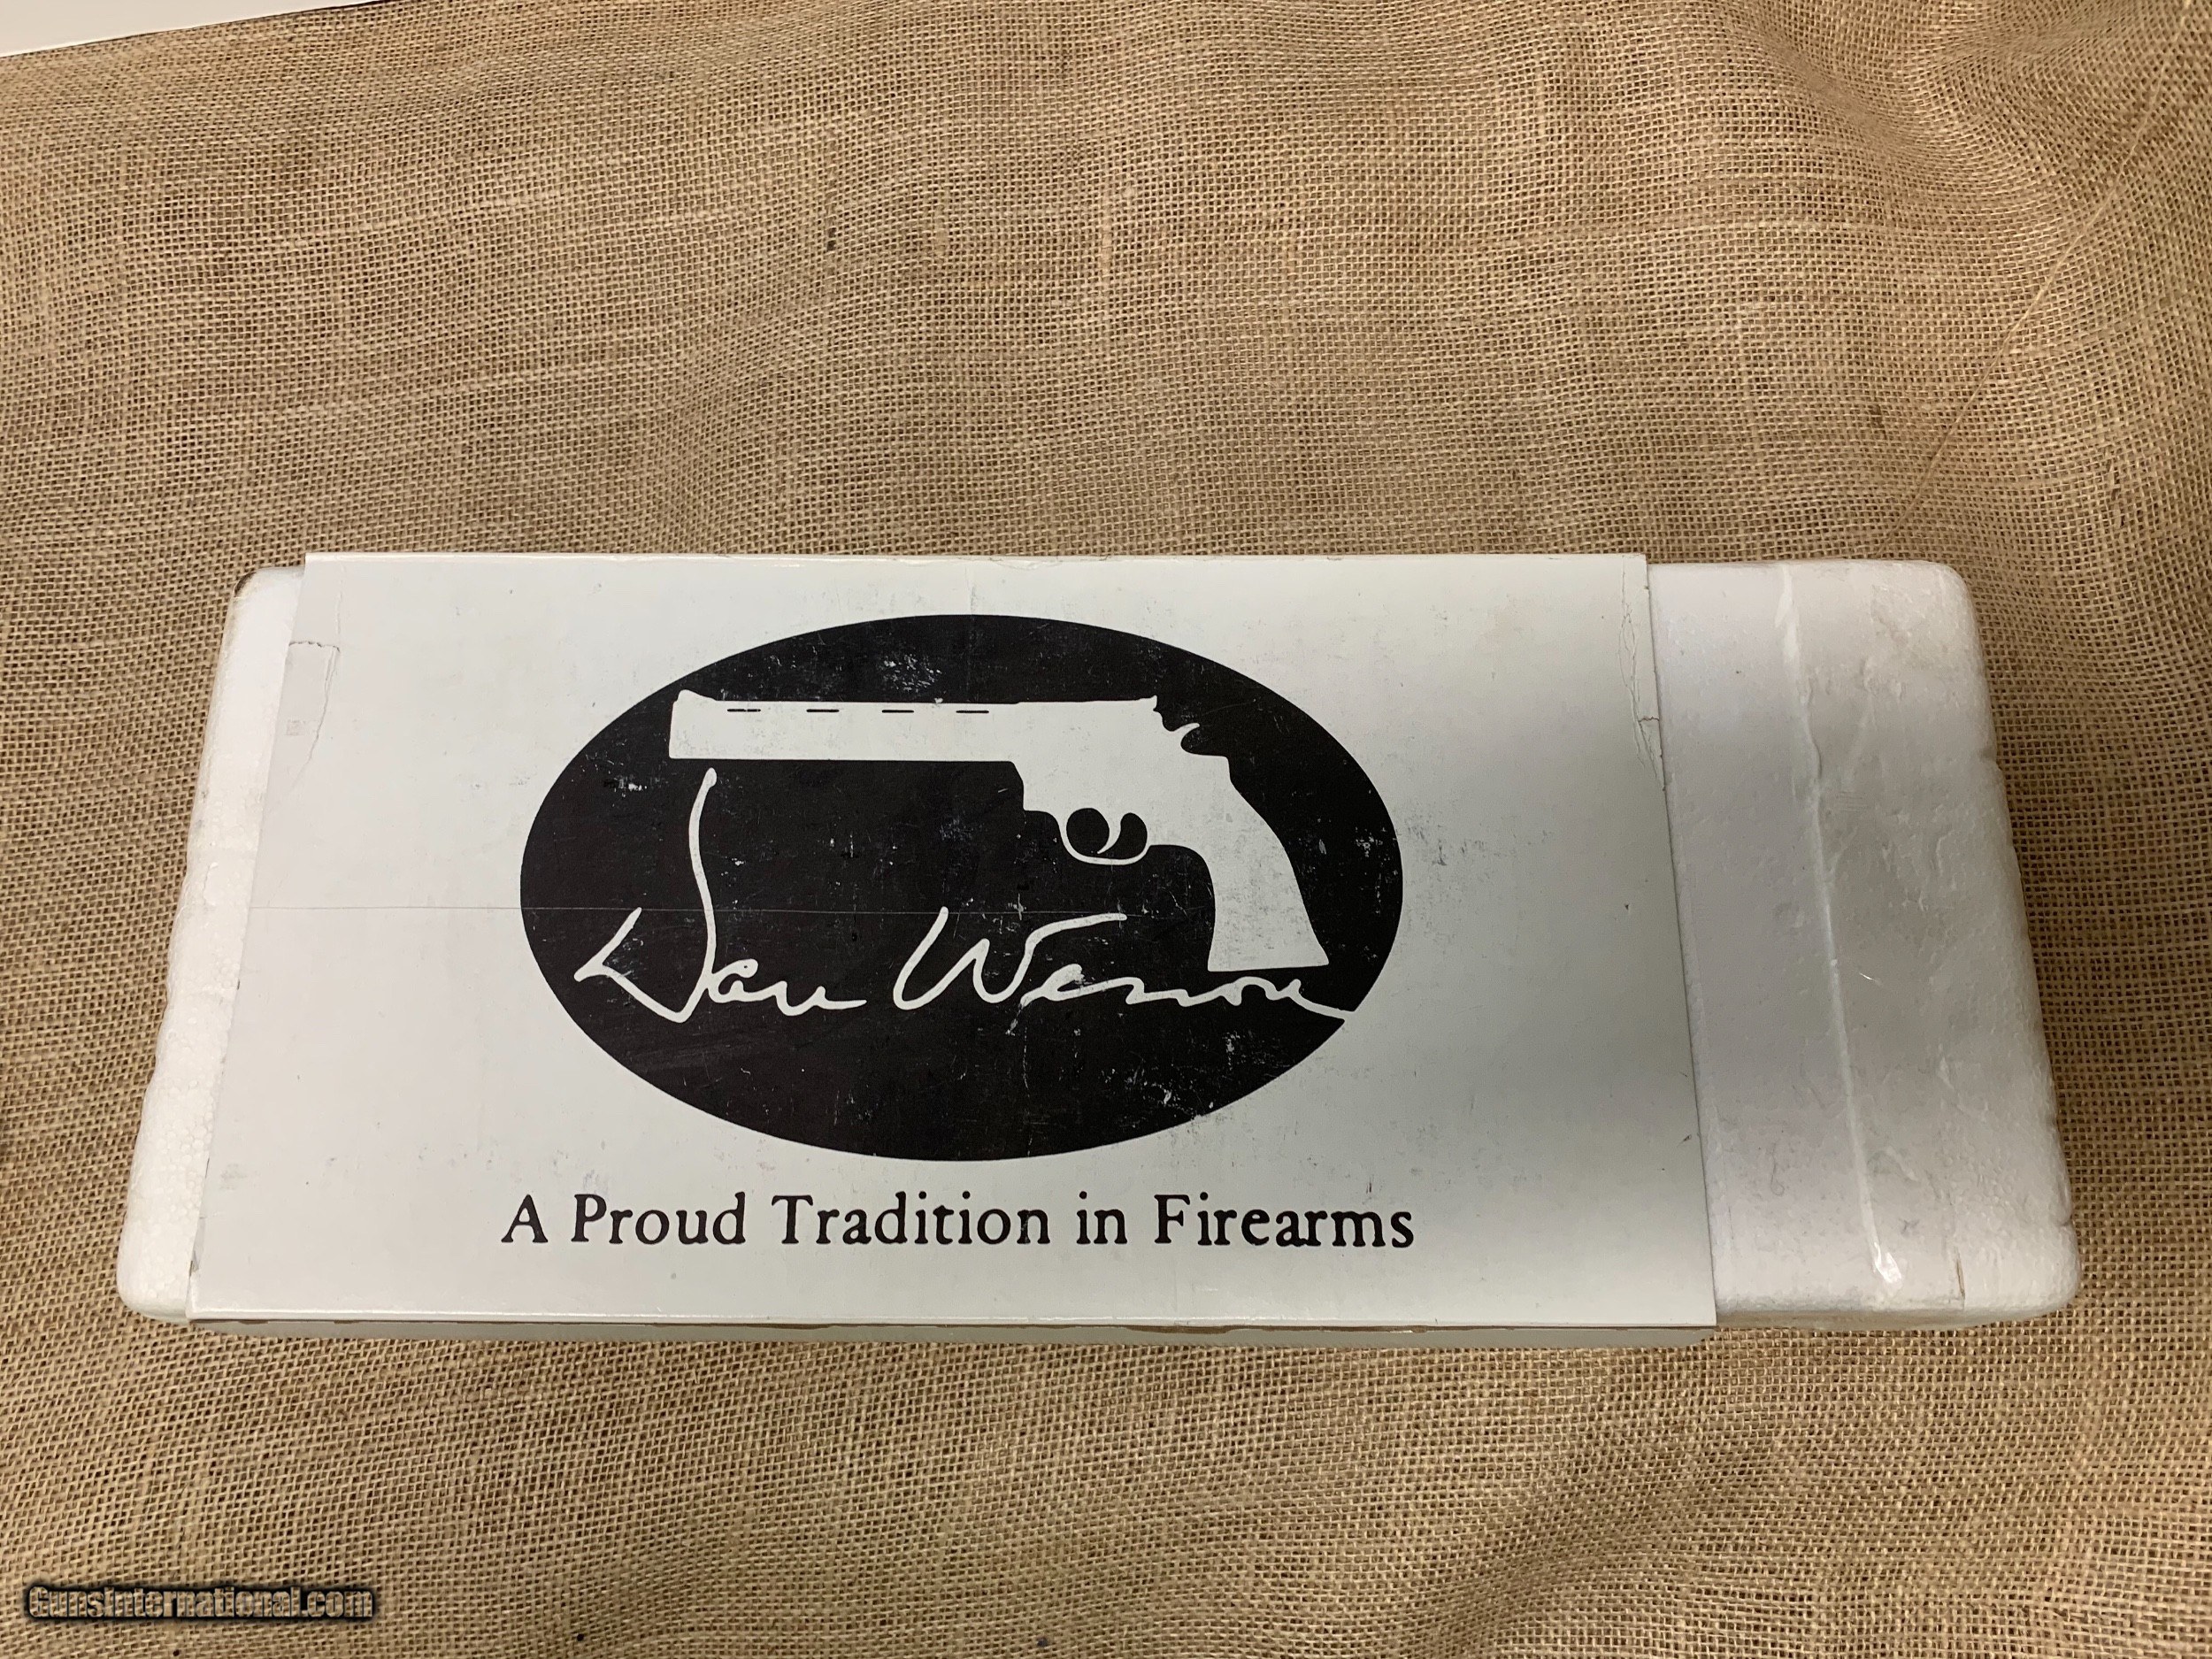 Dan Wesson
A Proud Tradition in Firearms
GunsInternational.com